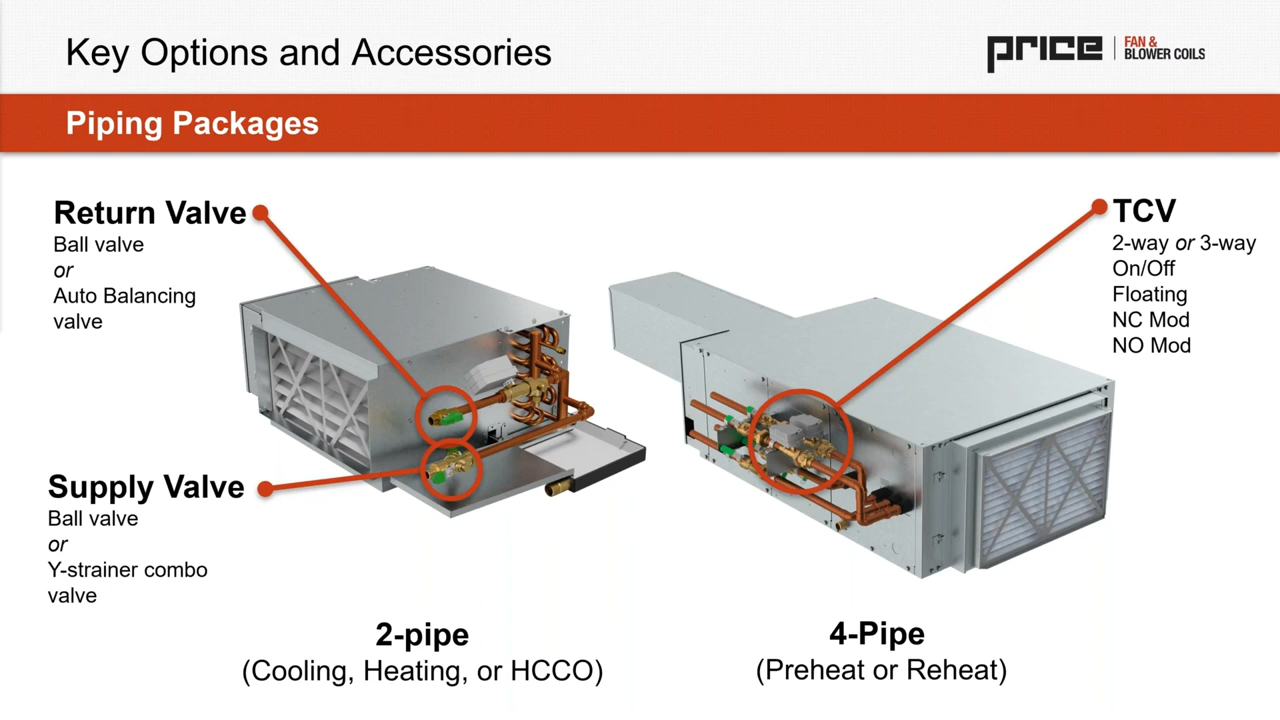 Key Options and Accessories
price
FAN &
BLOWER COILS
Piping Packages
Return Valve
Ball valve
or
Auto Balancing
valve
TCV
2-way or 3-way
On/Off
Floating
NC Mod
NO Mod
Supply Valve
Ball valve
or
Y-strainer combo
valve
2-pipe
(Cooling, Heating, or HCCO)
4-Pipe
(Preheat or Reheat)